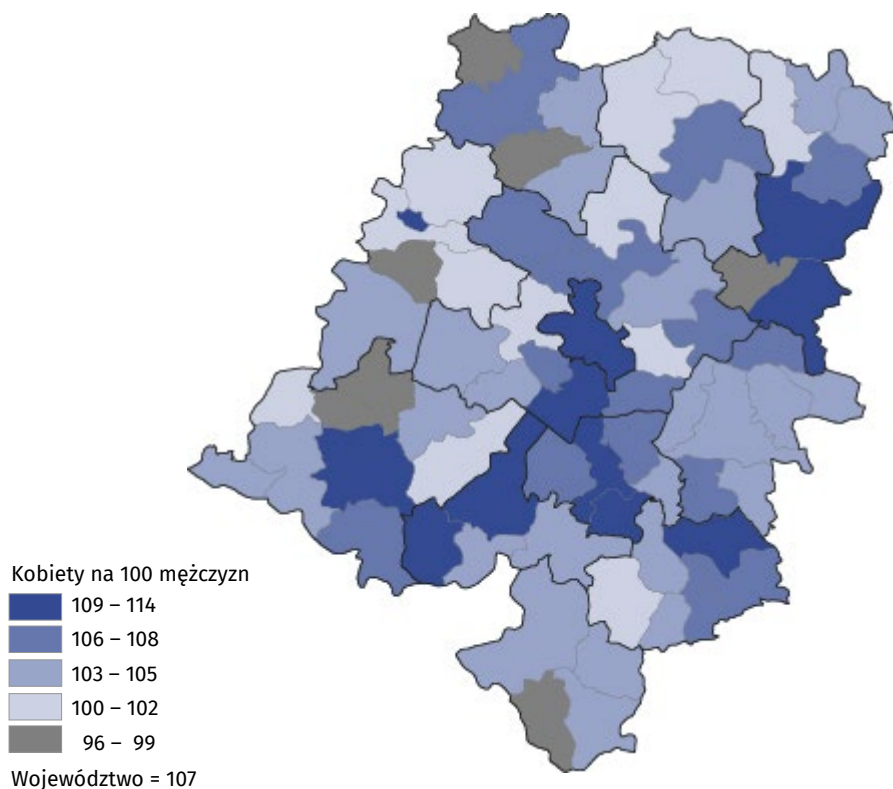 Kobiety na 100 mężczyzn
109 – 114
106 – 108
103 – 105
100 – 102
96 – 99
Województwo = 107